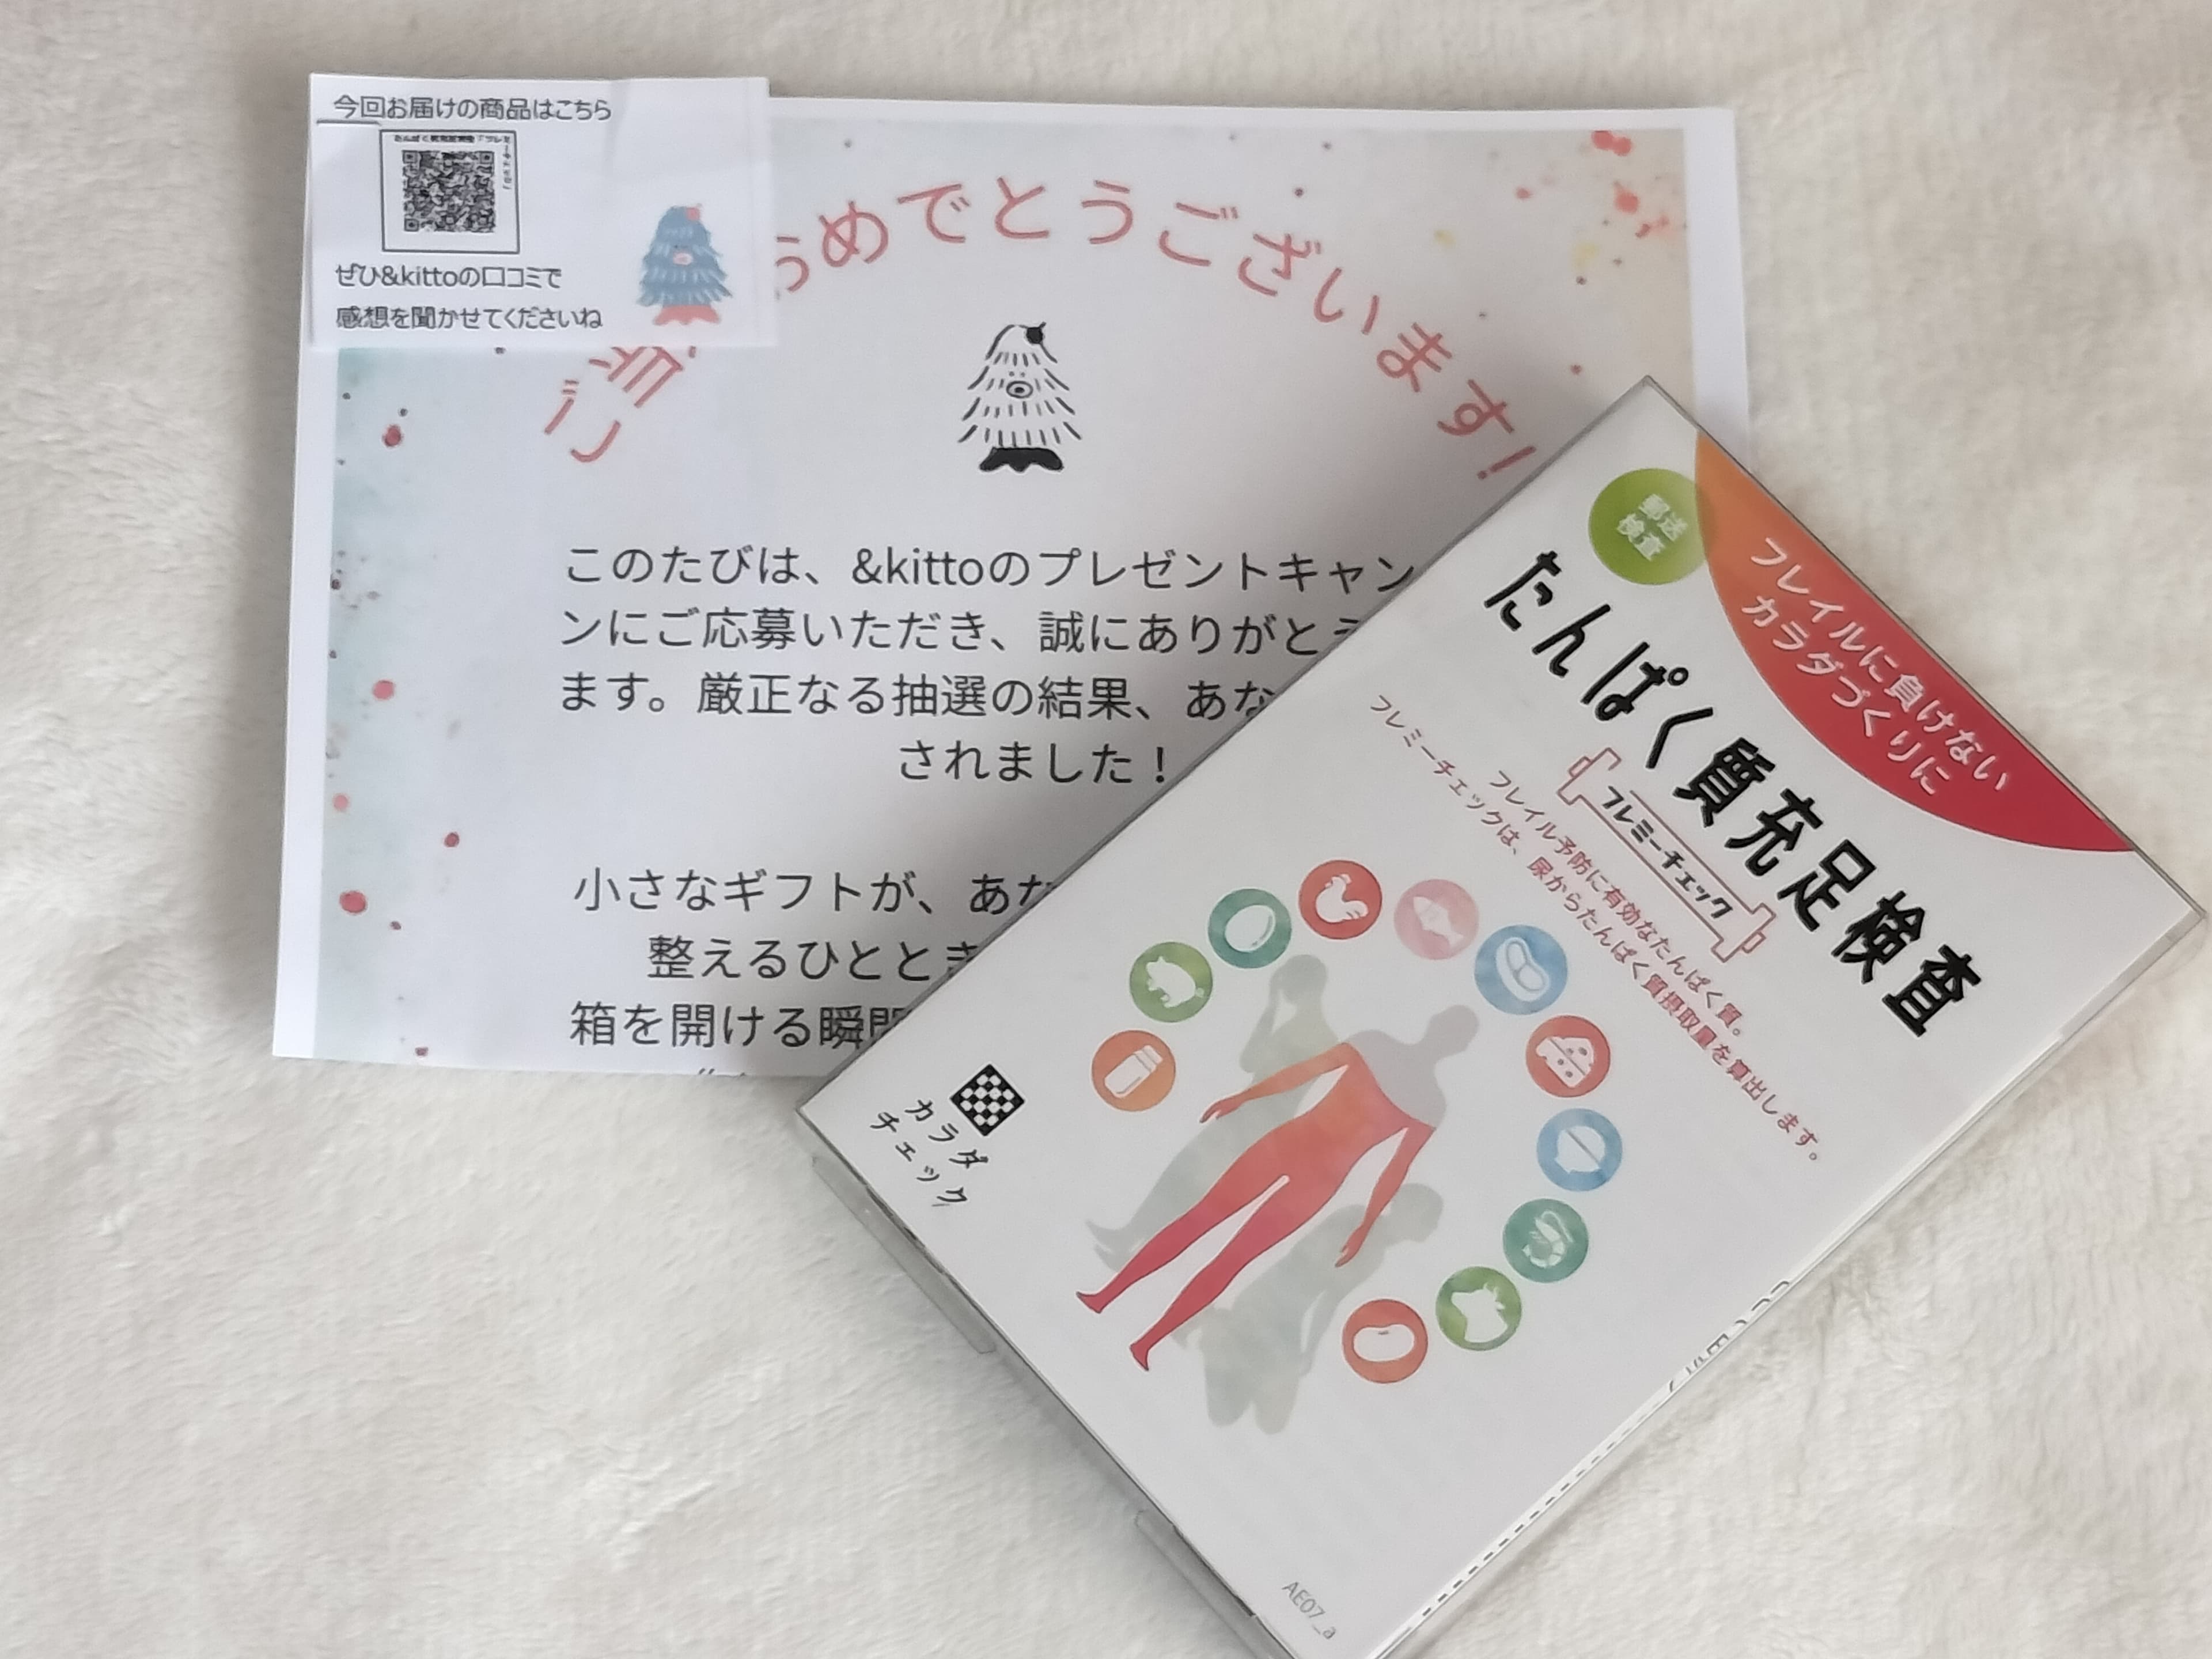 今回お届けの商品はこちら
ぜひ&kittoの口コミで
感想を聞かせてくださいね
おめでとうございます!
このたびは、&kittoのプレゼントキャン
ンにご応募いただき、誠にありがとう
ます。厳正なる抽選の結果、あな
されました！
小さなギフトが、あな
整えるひととき
箱を開ける瞬間
郵送
検査
フレイルに負けない
カラダづくりに
たんぱく質充足検査
フレミーチェック
フレイル予防に有効なたんぱく質。
フレミーチェックは、尿からたんぱく質摂取量を算出します。
カラダ
チェック
AE07_a